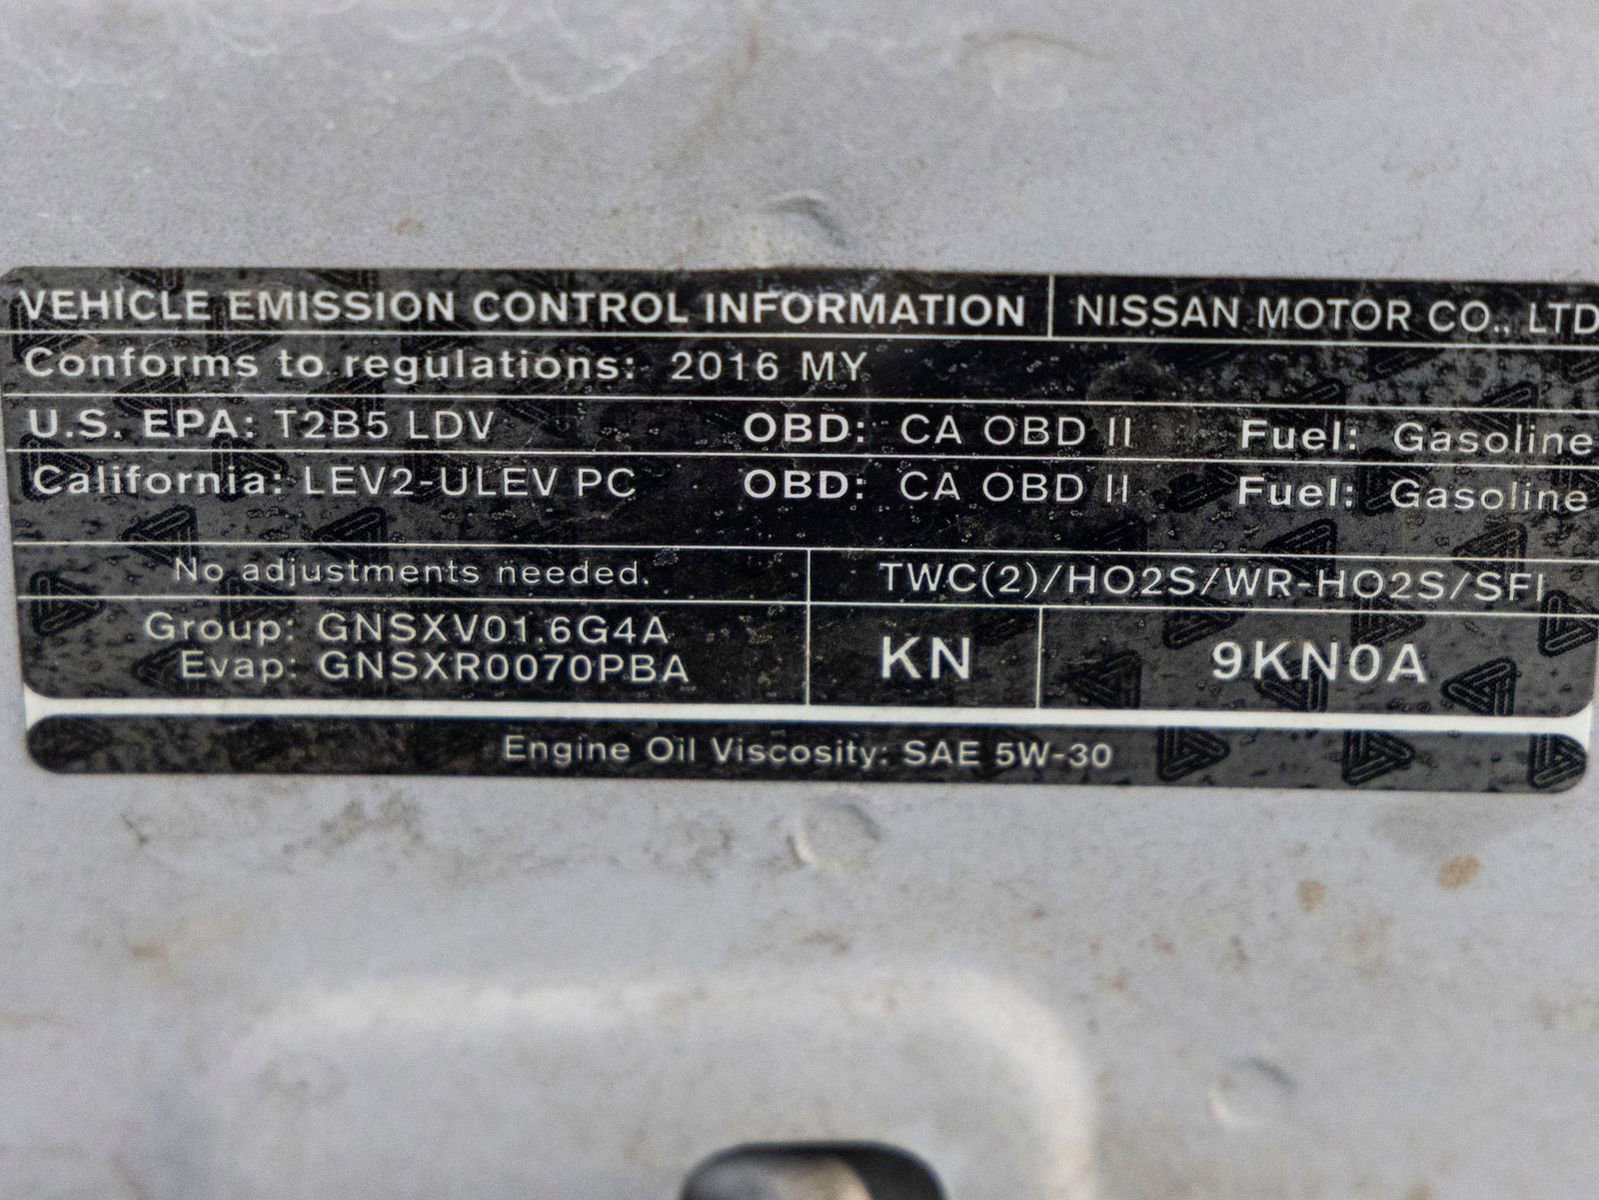 VEHICLE EMISSION CONTROL INFORMATION NISSAN MOTOR CO., LTD
Conforms to regulations: 2016 MY
U.S. EPA: T2B5 LDV OBD: CA OBD II Fuel: Gasoline
California: LEV2-ULEV PC OBD: CA OBD II Fuel: Gasoline
No adjustments needed. TWC(2)/HO2S/WR-HO2S/SFI
Group: GNSXV01.6G4A KN 9KN0A
Evap: GNSXR0070PBA
Engine Oil Viscosity: SAE 5W-30